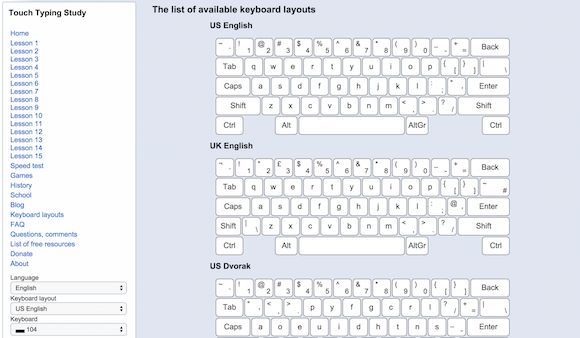 Touch Typing Study
Home
Lesson 1
Lesson 2
Lesson 3
Lesson 4
Lesson 5
Lesson 6
Lesson 7
Lesson 8
Lesson 9
Lesson 10
Lesson 11
Lesson 12
Lesson 13
Lesson 14
Lesson 15
Speed test
Games
History
School
Blog
Keyboard layouts
FAQ
Questions, comments
List of free resources
Donate
About
Language
English
Keyboard layout
US English
Keyboard
104
The list of available keyboard layouts
US English
! @ # $ % ^ & * ( ) _ +
1 2 3 4 5 6 7 8 9 0 - = Back
Tab q w e r t y u i o p { [ } ] | \
Caps a s d f g h j k l : ; " ' Enter
Shift z x c v b n m < , > . ? / Shift
Ctrl Alt AltGr Ctrl
UK English
! " £ $ % ^ & * ( ) _ +
1 2 3 4 5 6 7 8 9 0 - = Back
Tab q w e r t y u i o p { [ } ] ~ #
Caps a s d f g h j k l : ; @ ' Enter
Shift | \ z x c v b n m < , > . ? / Shift
Ctrl Alt AltGr Ctrl
US Dvorak
! @ # $ % ^ & * ( ) { }
1 2 3 4 5 6 7 8 9 0 [ ] Back
Tab " ' < , > . p y f g c r l ? / + = | \
Caps a o e u i d h t n s _ - Enter